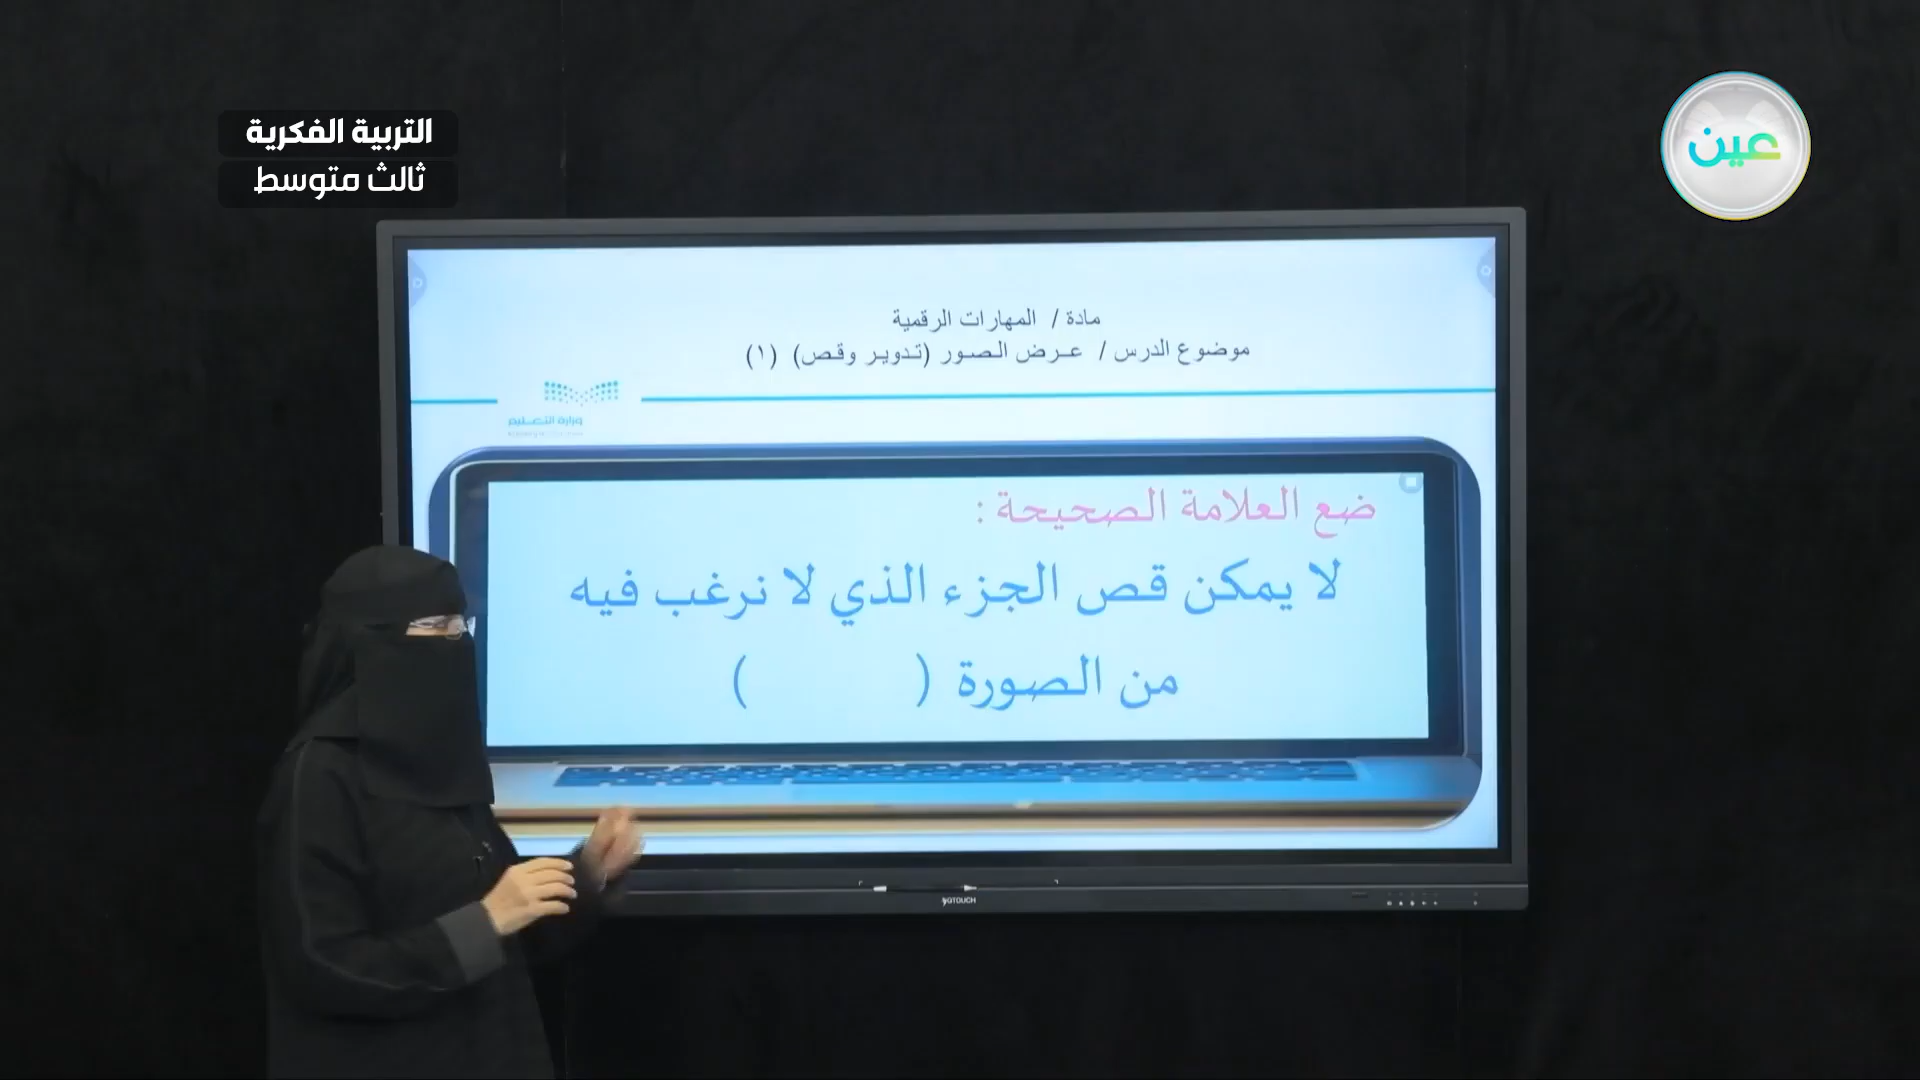 التربية الفكرية
ثالث متوسط
عين
مادة / المهارات الرقمية
موضوع الدرس / عرض الصور (تدوير وقص) (١)
وزارة التعليم
ضع العلامة الصحيحة :
لا يمكن قص الجزء الذي لا نرغب فيه
من الصورة (          )